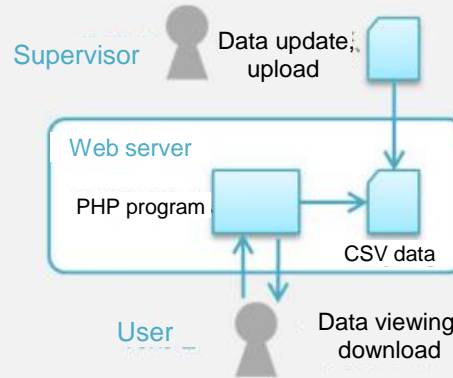 Supervisor
Data update,
upload
Web server
PHP program
CSV data
User
Data viewing
download